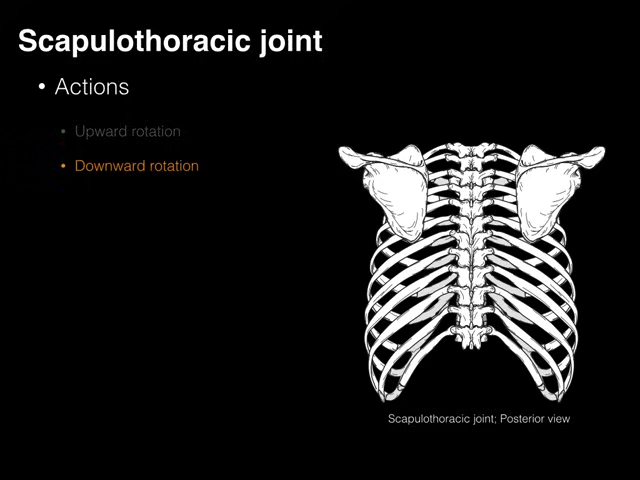 Scapulothoracic joint
• Actions
• Upward rotation
• Downward rotation
Scapulothoracic joint; Posterior view